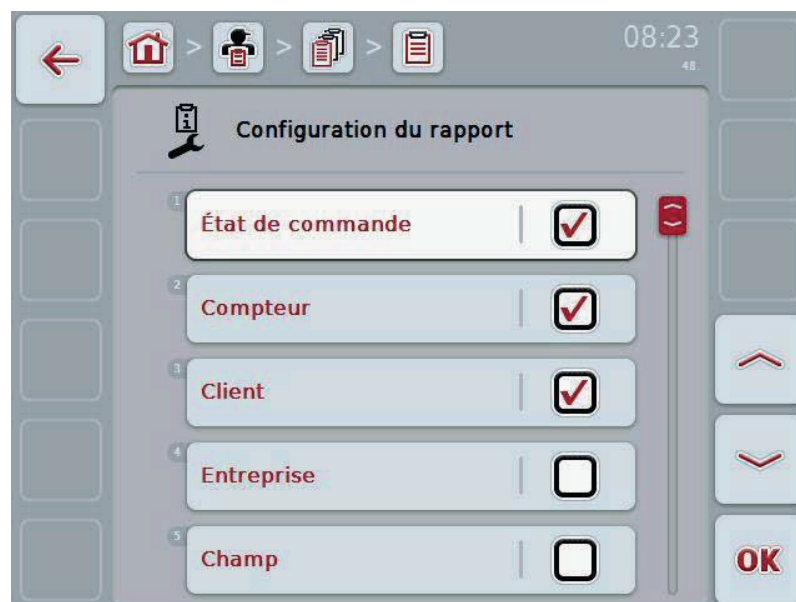 > > >
08:23
48.
Configuration du rapport
1
État de commande
2
Compteur
3
Client
4
Entreprise
5
Champ
OK